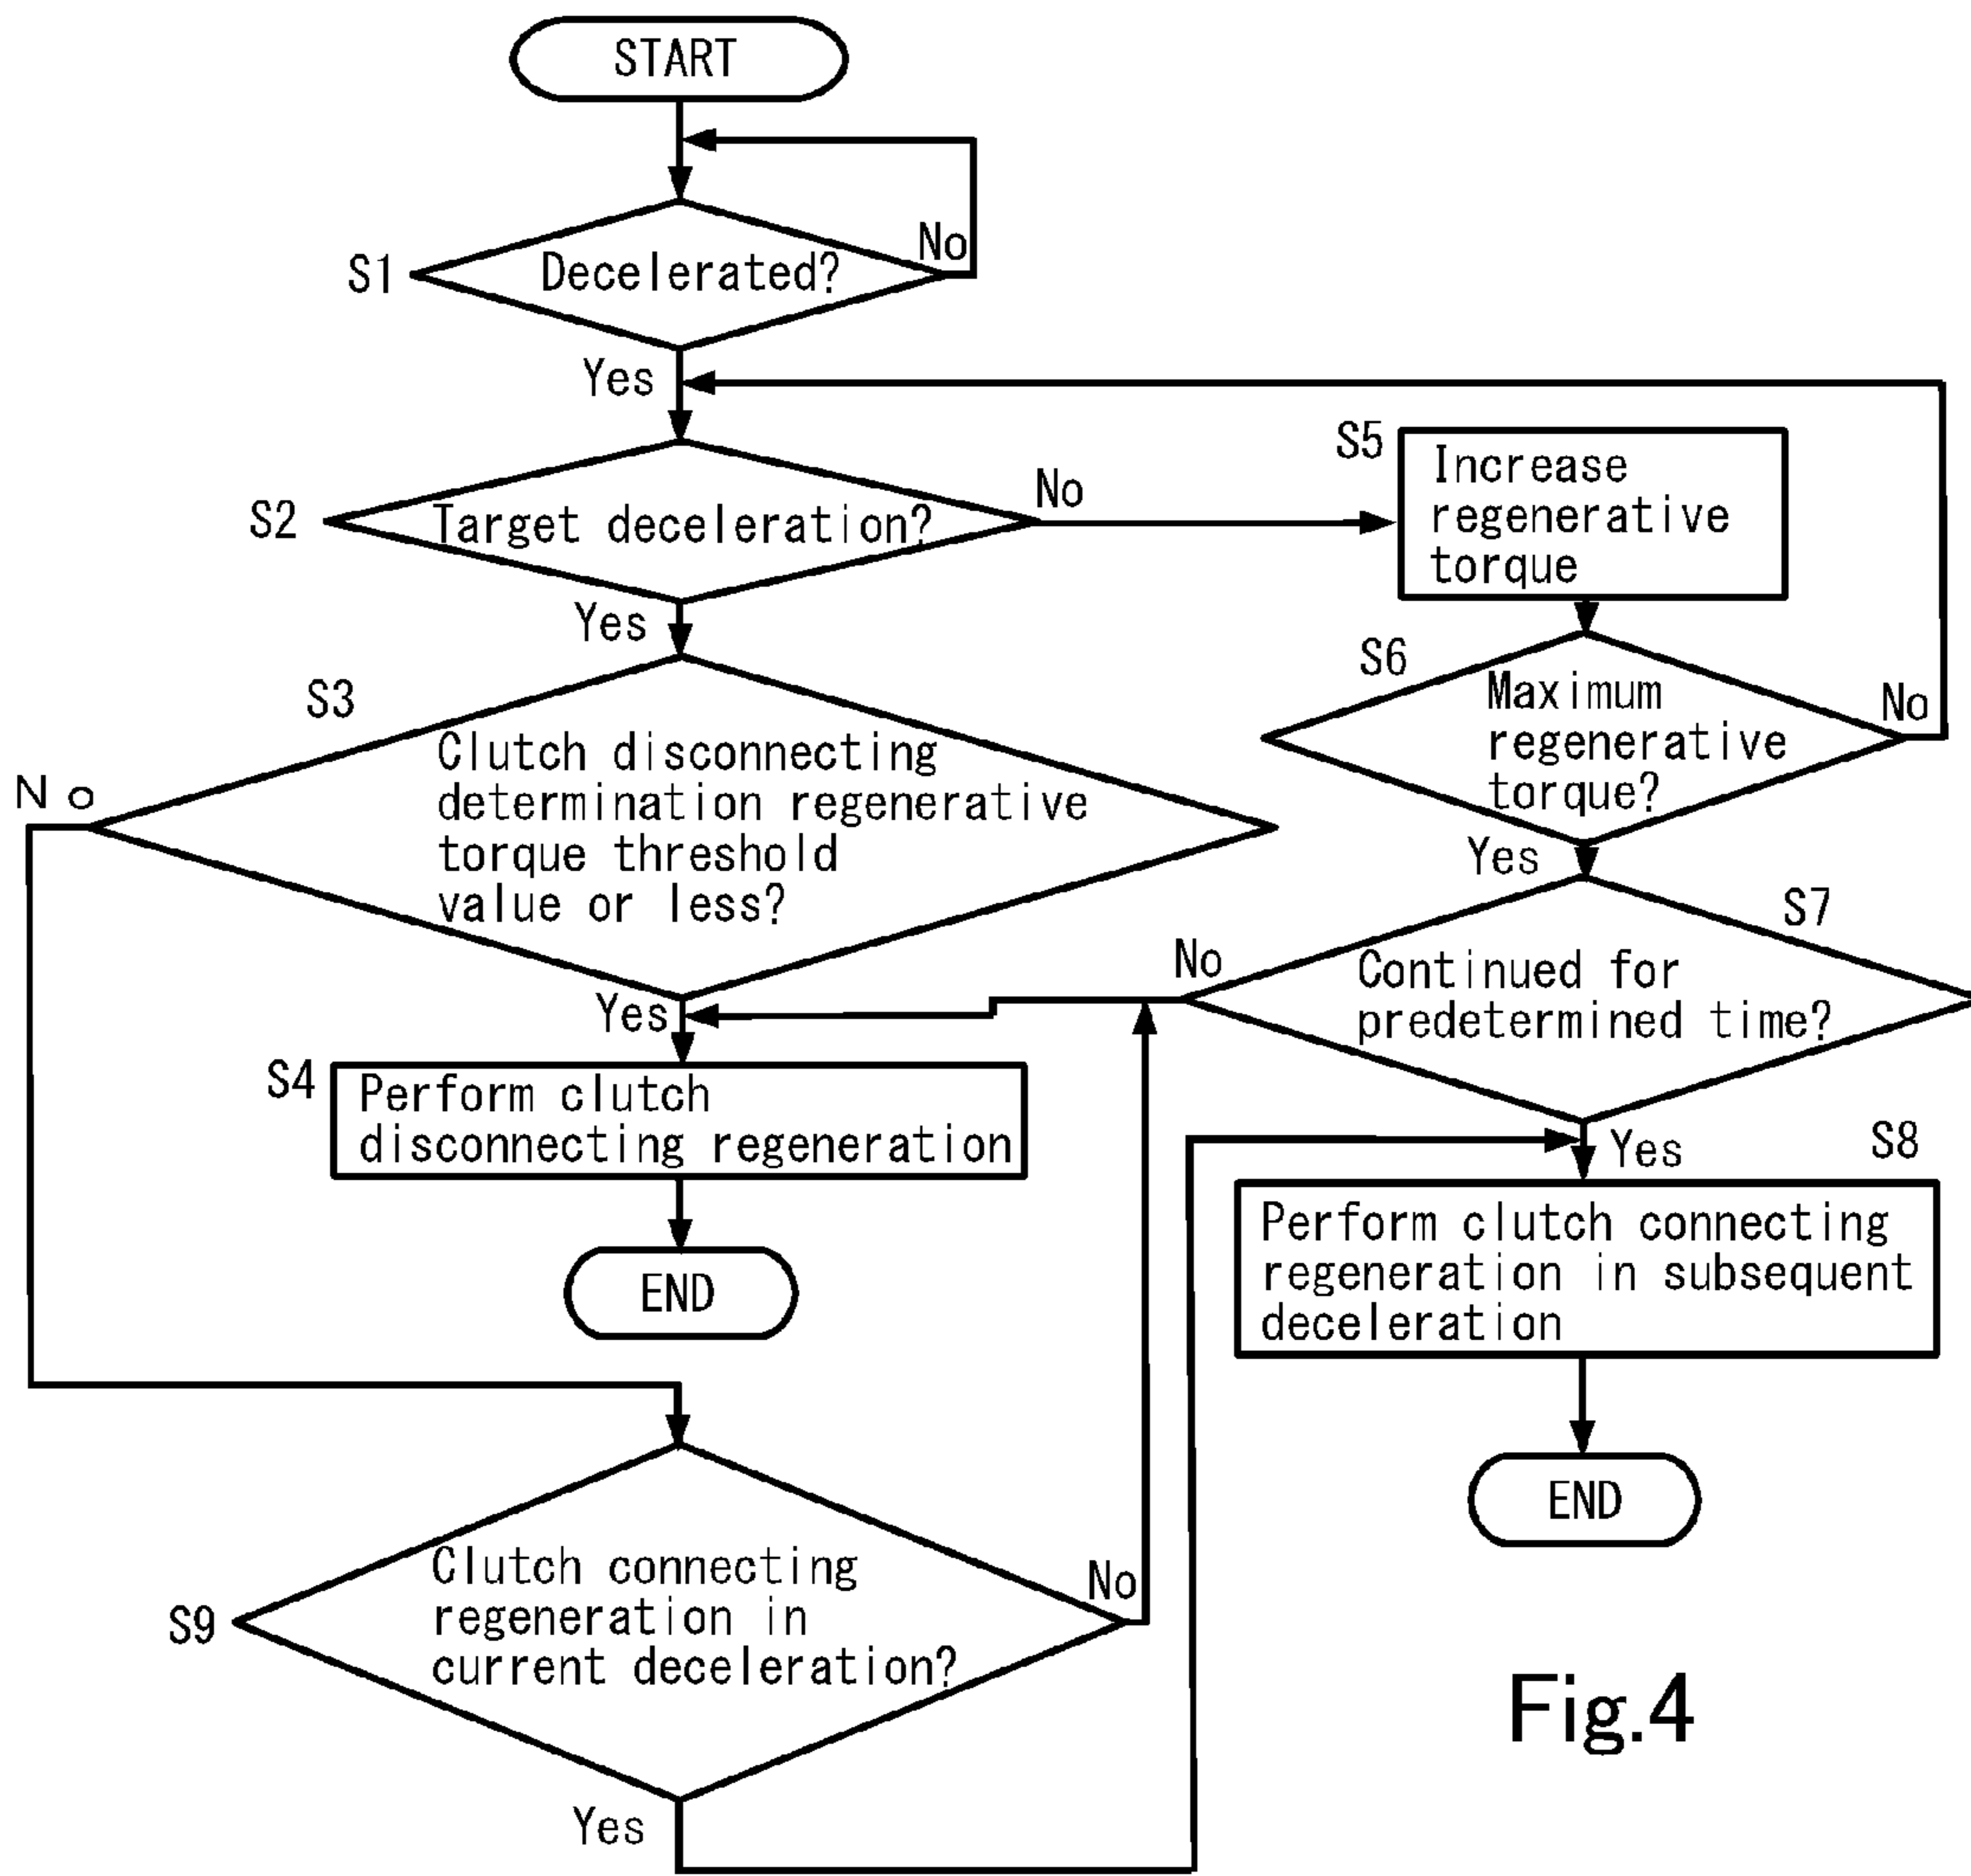 START
No
S1
Decelerated?
Yes
S5
Increase
regenerative
torque
S2
Target deceleration?
No
Yes
S6
Maximum
regenerative
torque?
No
S3
Clutch disconnecting
determination regenerative
torque threshold
value or less?
N o
Yes
S7
Continued for
predetermined time?
No
Yes
S4
Perform clutch
disconnecting regeneration
Yes
S8
Perform clutch connecting
regeneration in subsequent
deceleration
END
END
S9
Clutch connecting
regeneration in
current deceleration?
No
Yes
Fig.4